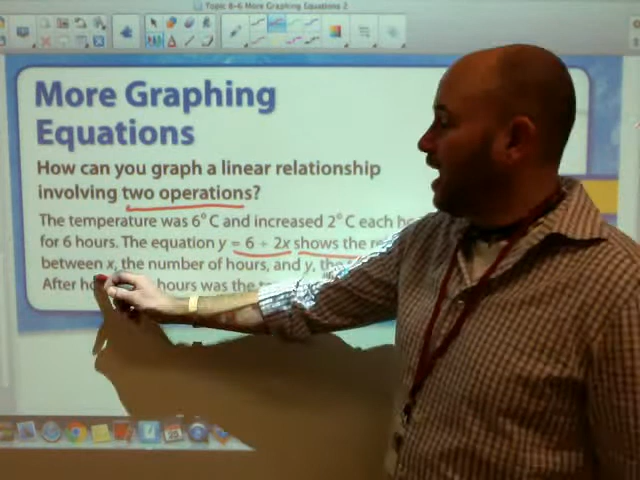 Topic 6-6 More Graphing Equations 2
More Graphing
Equations
How can you graph a linear relationship
involving two operations?
The temperature was 6° C and increased 2° C each
for 6 hours. The equation y = 6 + 2x shows the
between x, the number of hours, and y, the
After hours was the